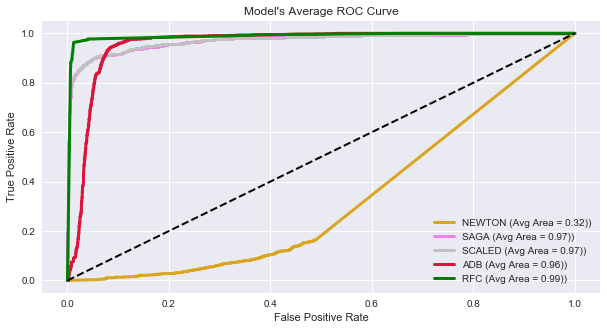 Model's Average ROC Curve
True Positive Rate
1.0
0.8
0.6
0.4
0.2
0.0
NEWTON (Avg Area = 0.32))
SAGA (Avg Area = 0.97))
SCALED (Avg Area = 0.97))
ADB (Avg Area = 0.96))
RFC (Avg Area = 0.99))
0.0 0.2 0.4 0.6 0.8 1.0
False Positive Rate